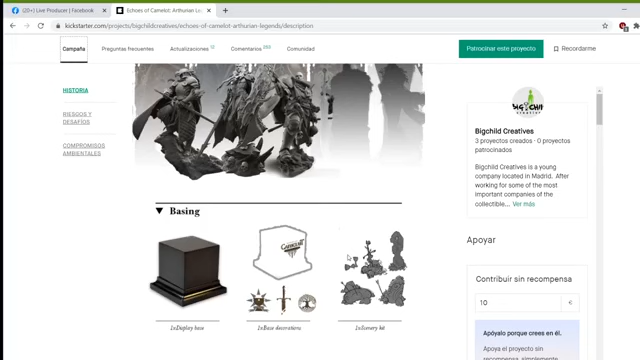 (20+) Live Producer | Facebook
Echoes of Camelot: Arthurian Le
kickstarter.com/projects/bigchildcreatives/echoes-of-camelot-arthurian-legends/description
Campaña
Preguntas frecuentes
Actualizaciones
Comentarios
Comunidad
Patrocinar este proyecto
Recordarme
HISTORIA
RIESGOS Y
DESAFÍOS
COMPROMISOS
AMBIENTALES
Basing
CAMELOT
1xDisplay base
1xBase decorations
1xScenery kit
BIGCHILD
creatives
Bigchild Creatives
3 proyectos creados · 0 proyectos
patrocinados
Bigchild Creatives is a young
company located in Madrid. After
working for some of the most
important companies of the
collectible... Ver más
Apoyar
Contribuir sin recompensa
10
€
Apóyalo porque crees en él.
Apoya el proyecto sin
recompensa, simplemente